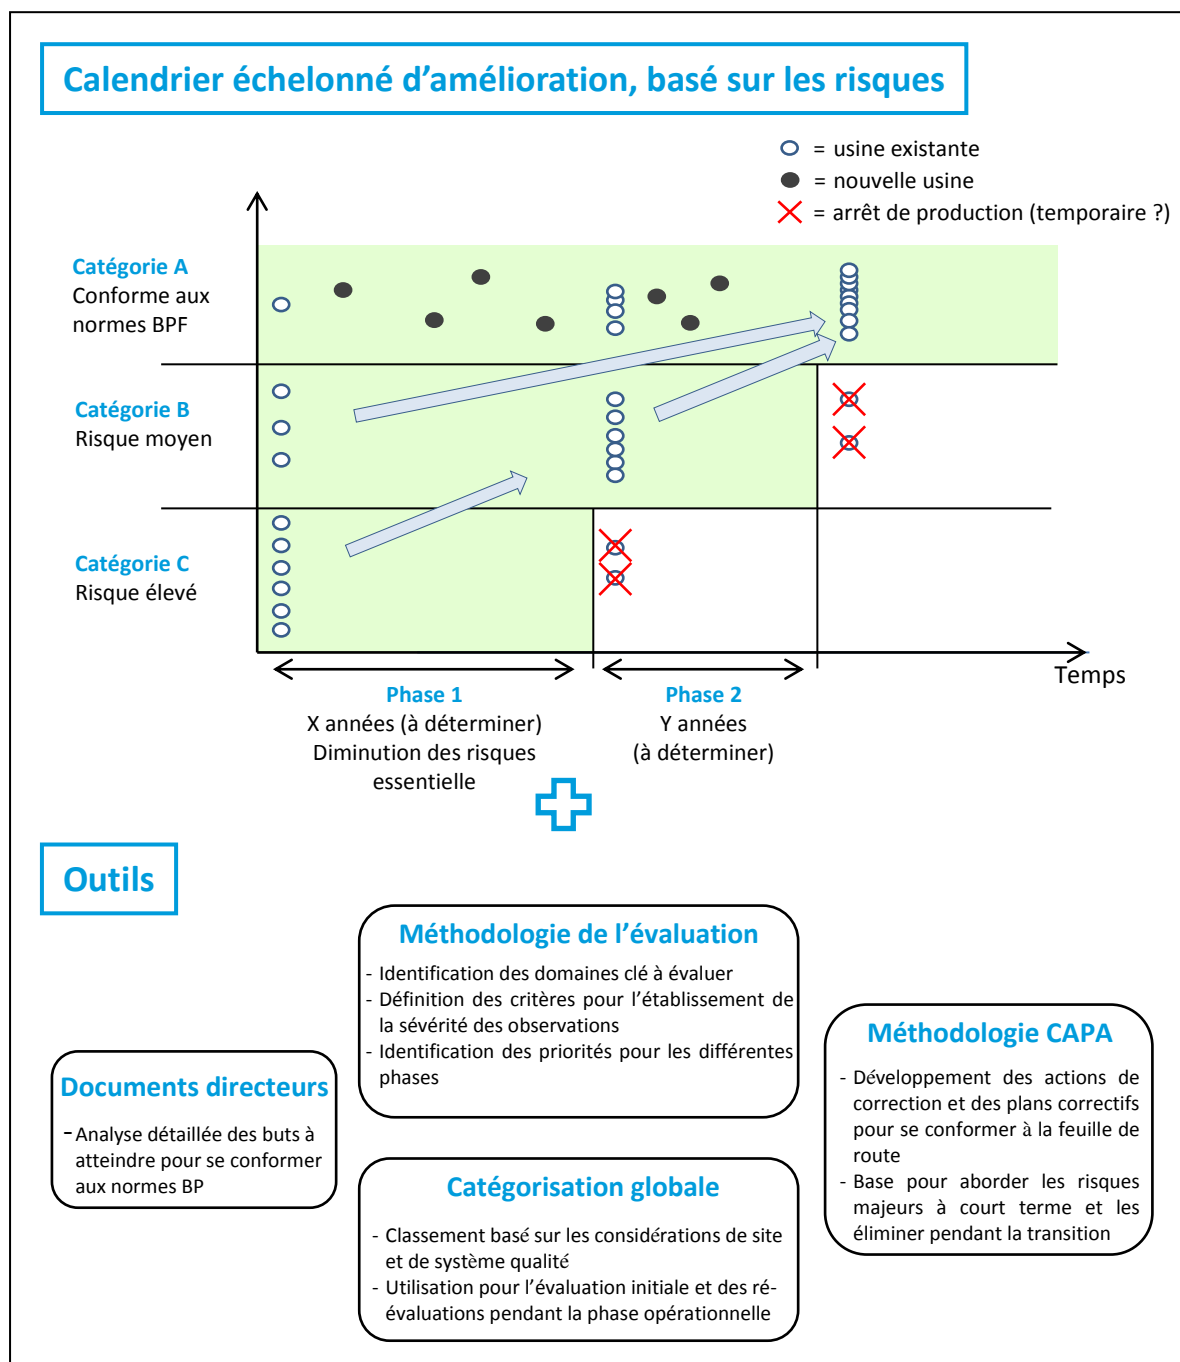 Calendrier échelonné d’amélioration, basé sur les risques
= usine existante
= nouvelle usine
= arrêt de production (temporaire ?)
Catégorie A
Conforme aux
normes BPF
Catégorie B
Risque moyen
Catégorie C
Risque élevé
Temps
Phase 1
X années (à déterminer)
Diminution des risques
essentielle
Phase 2
Y années
(à déterminer)
Outils
Documents directeurs
- Analyse détaillée des buts à
atteindre pour se conformer
aux normes BP
Méthodologie de l’évaluation
- Identification des domaines clé à évaluer
- Définition des critères pour l’établissement de
la sévérité des observations
- Identification des priorités pour les différentes
phases
Catégorisation globale
- Classement basé sur les considérations de site
et de système qualité
- Utilisation pour l’évaluation initiale et des ré-
évaluations pendant la phase opérationnelle
Méthodologie CAPA
- Développement des actions de
correction et des plans correctifs
pour se conformer à la feuille de
route
- Base pour aborder les risques
majeurs à court terme et les
éliminer pendant la transition